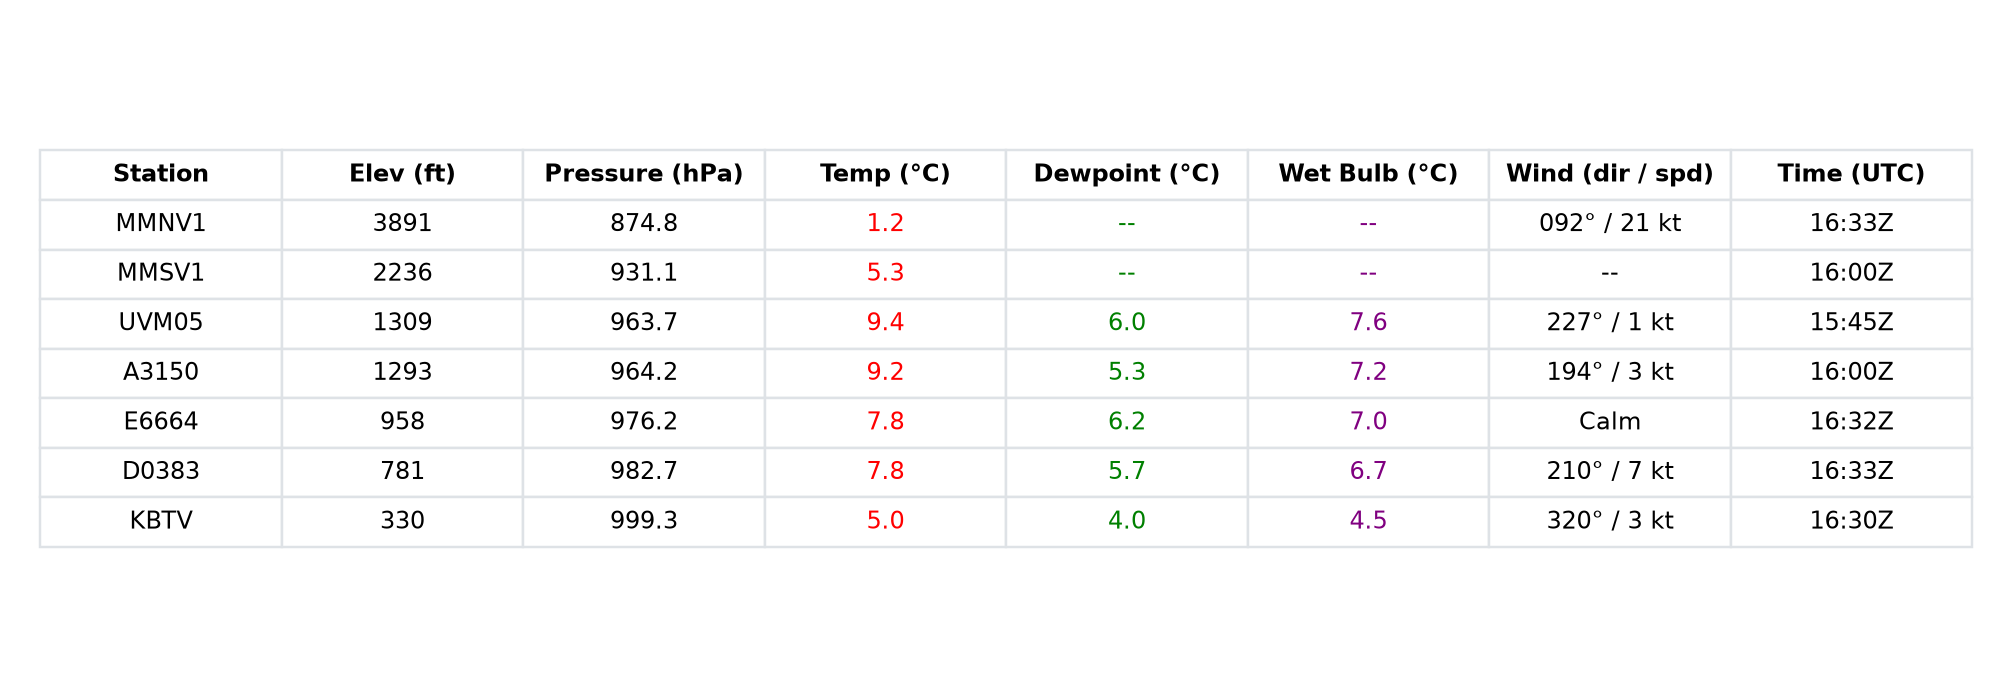 Station Elev (ft) Pressure (hPa) Temp (°C) Dewpoint (°C) Wet Bulb (°C) Wind (dir / spd) Time (UTC)
MMNV1 3891 874.8 1.2 -- -- 092° / 21 kt 16:33Z
MMSV1 2236 931.1 5.3 -- -- -- 16:00Z
UVM05 1309 963.7 9.4 6.0 7.6 227° / 1 kt 15:45Z
A3150 1293 964.2 9.2 5.3 7.2 194° / 3 kt 16:00Z
E6664 958 976.2 7.8 6.2 7.0 Calm 16:32Z
D0383 781 982.7 7.8 5.7 6.7 210° / 7 kt 16:33Z
KBTV 330 999.3 5.0 4.0 4.5 320° / 3 kt 16:30Z